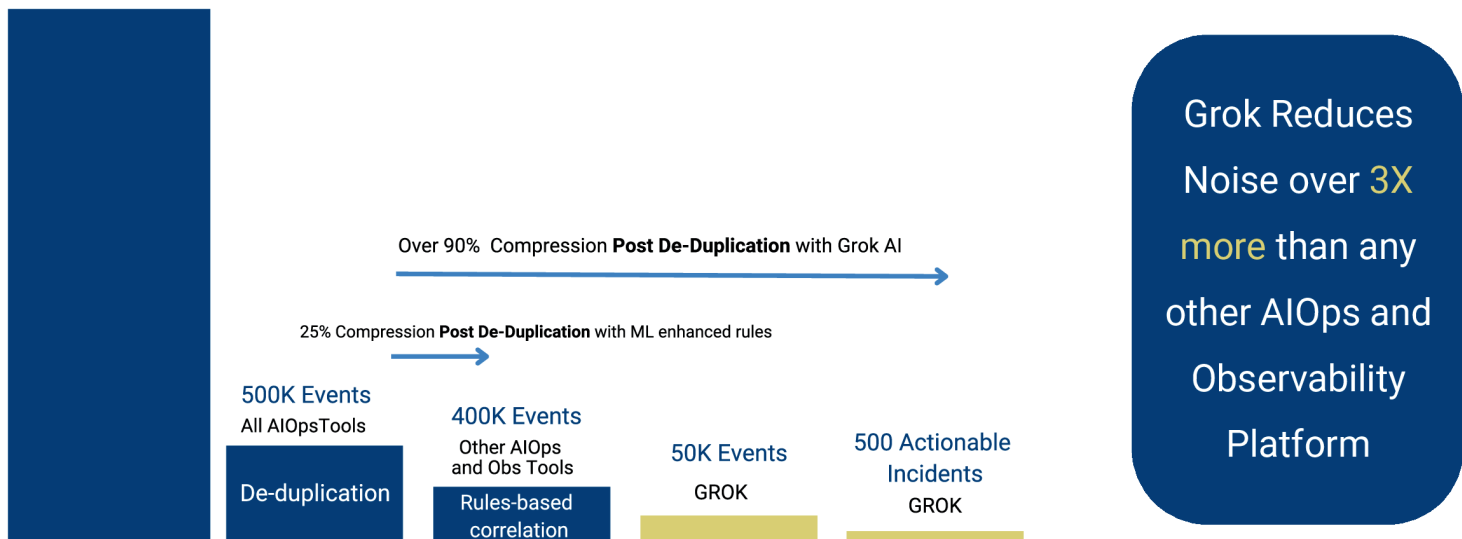 Over 90% Compression Post De-Duplication with Grok AI
25% Compression Post De-Duplication with ML enhanced rules
500K Events
All AIOpsTools
De-duplication
400K Events
Other AIOps
and Obs Tools
Rules-based
correlation
50K Events
GROK
500 Actionable
Incidents
GROK
Grok Reduces
Noise over 3X
more than any
other AIOps and
Observability
Platform